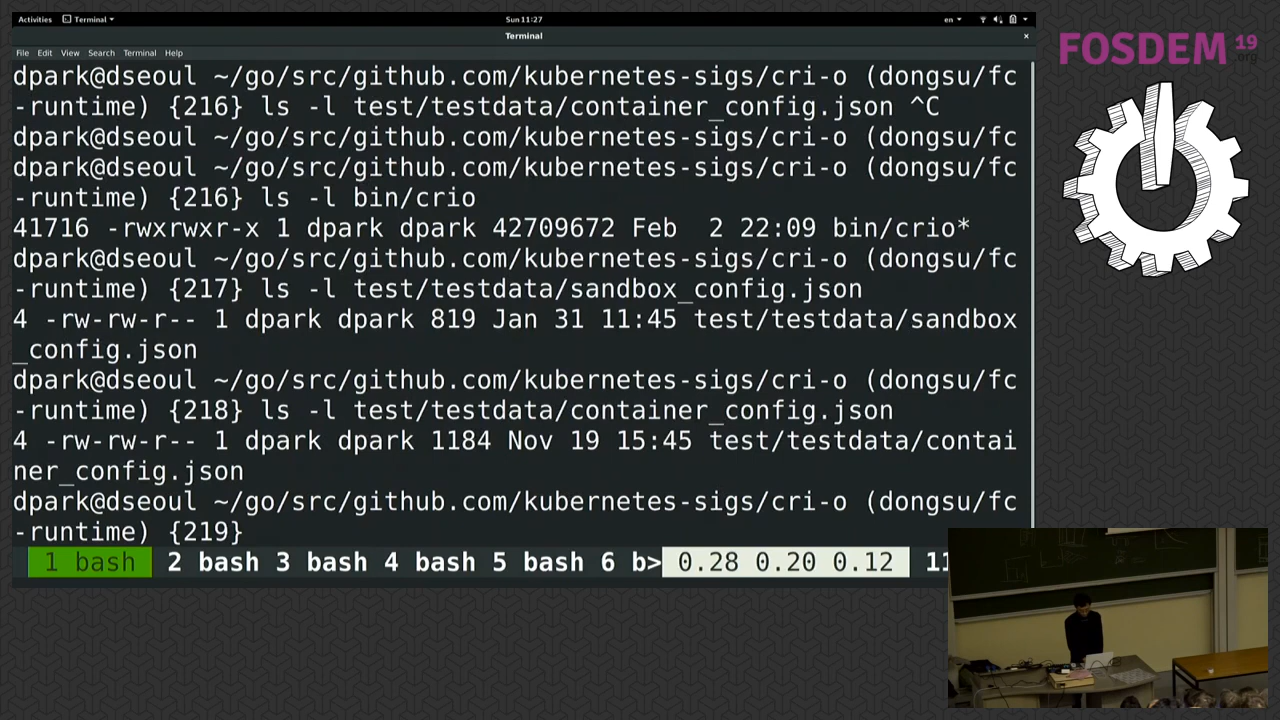 Activities Terminal Sun 11:27 en
Terminal ×
File Edit View Search Terminal Help
dpark@dseoul ~/go/src/github.com/kubernetes-sigs/cri-o (dongsu/fc
-runtime) {216} ls -l test/testdata/container_config.json ^C
dpark@dseoul ~/go/src/github.com/kubernetes-sigs/cri-o (dongsu/fc
dpark@dseoul ~/go/src/github.com/kubernetes-sigs/cri-o (dongsu/fc
-runtime) {216} ls -l bin/crio
41716 -rwxrwxr-x 1 dpark dpark 42709672 Feb  2 22:09 bin/crio*
dpark@dseoul ~/go/src/github.com/kubernetes-sigs/cri-o (dongsu/fc
-runtime) {217} ls -l test/testdata/sandbox_config.json
4 -rw-rw-r-- 1 dpark dpark 819 Jan 31 11:45 test/testdata/sandbox
_config.json
dpark@dseoul ~/go/src/github.com/kubernetes-sigs/cri-o (dongsu/fc
-runtime) {218} ls -l test/testdata/container_config.json
4 -rw-rw-r-- 1 dpark dpark 1184 Nov 19 15:45 test/testdata/contai
ner_config.json
dpark@dseoul ~/go/src/github.com/kubernetes-sigs/cri-o (dongsu/fc
-runtime) {219}
1 bash 2 bash 3 bash 4 bash 5 bash 6 b> 0.28 0.20 0.12 11
FOSDEM 19
.org